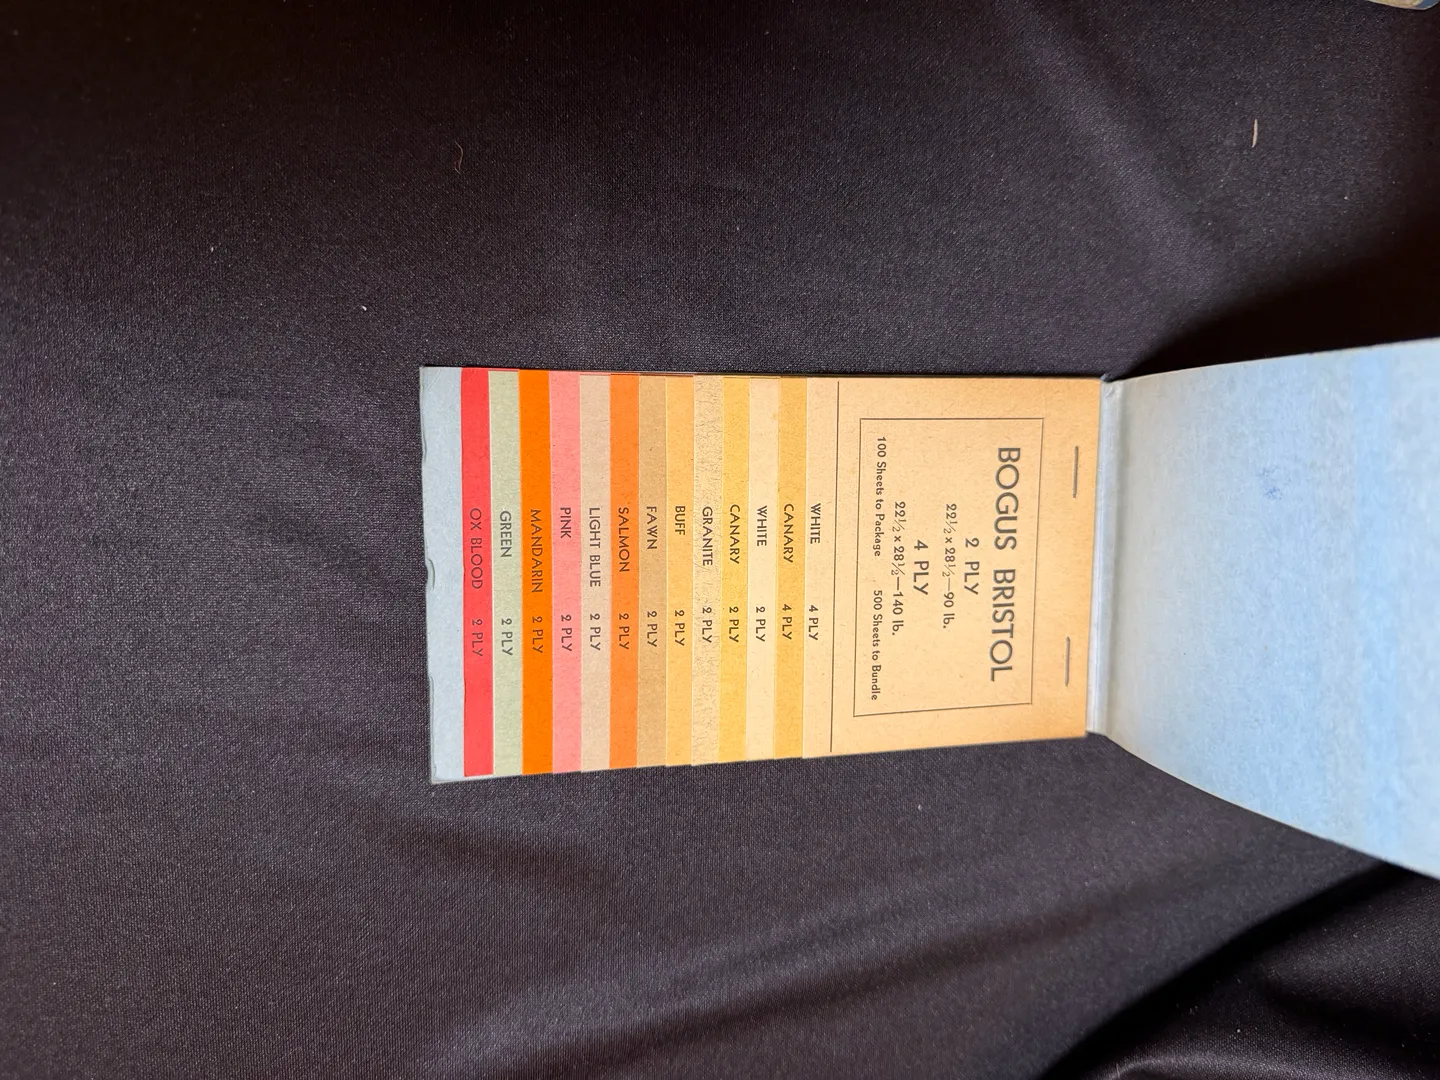 BOGUS BRISTOL
2 PLY
22½ x 28½—90 lb.
4 PLY
22½ x 28½—140 lb.
100 Sheets to Package 500 Sheets to Bundle
WHITE 4 PLY
CANARY 4 PLY
WHITE 2 PLY
CANARY 2 PLY
GRANITE 2 PLY
BUFF 2 PLY
FAWN 2 PLY
SALMON 2 PLY
LIGHT BLUE 2 PLY
PINK 2 PLY
MANDARIN 2 PLY
GREEN 2 PLY
OX BLOOD 2 PLY